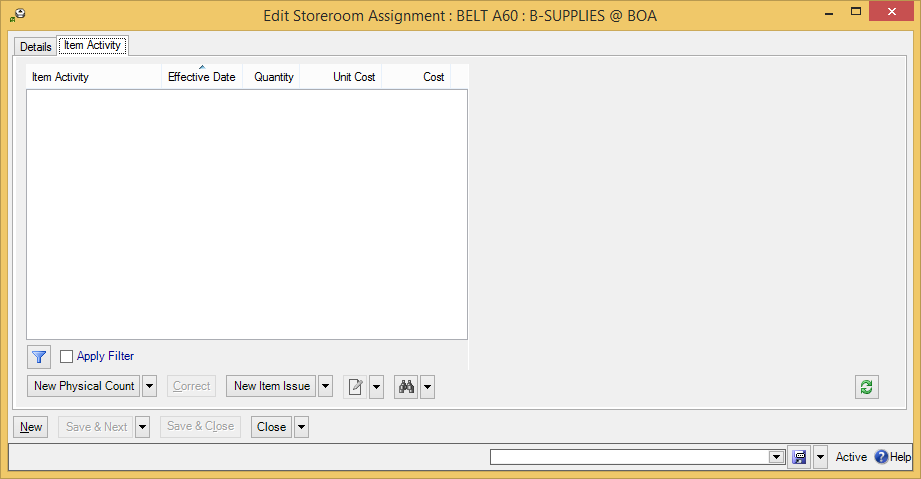 Edit Storeroom Assignment : BELT A60 : B-SUPPLIES @ BOA
Details Item Activity
Item Activity Effective Date Quantity Unit Cost Cost
Apply Filter
New Physical Count Correct New Item Issue
New Save & Next Save & Close Close
Active Help